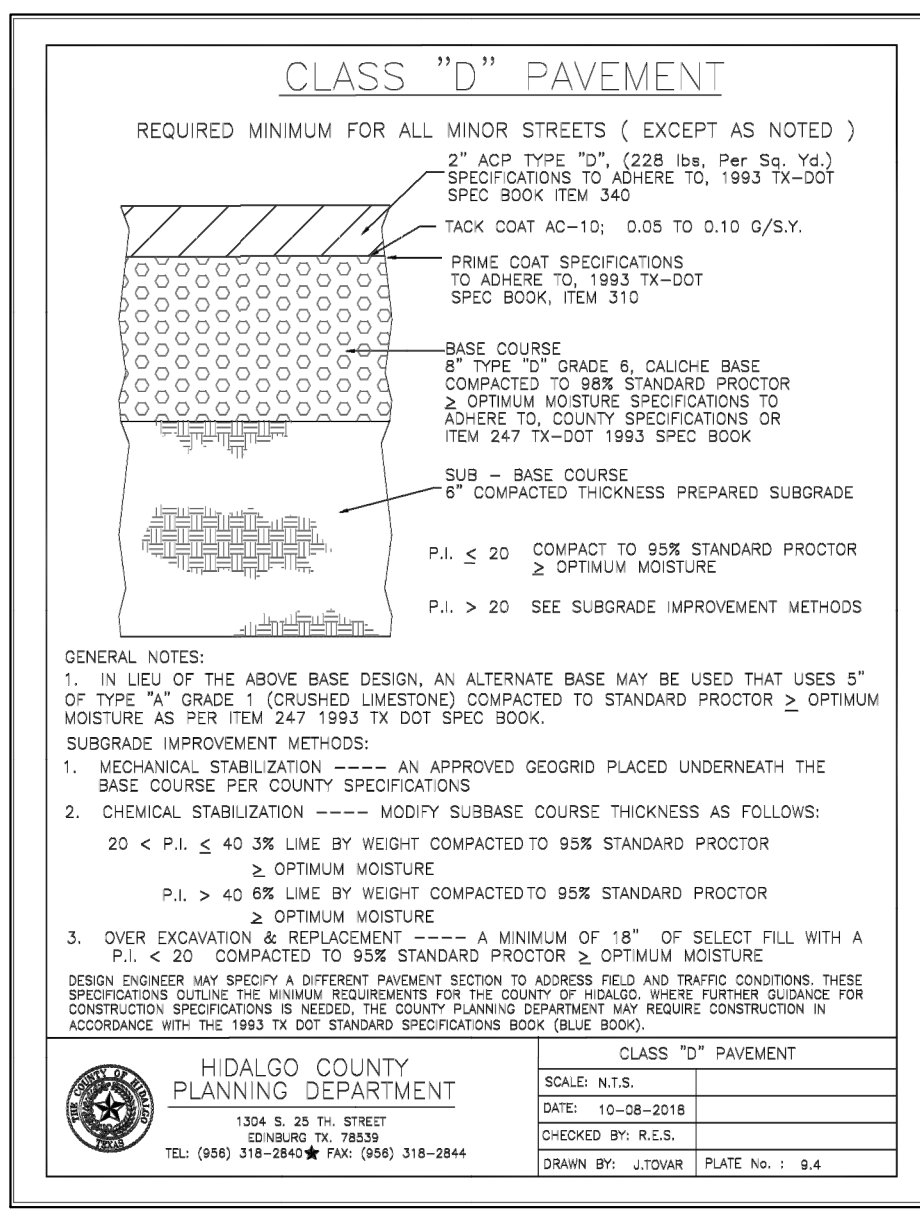 CLASS "D" PAVEMENT
REQUIRED MINIMUM FOR ALL MINOR STREETS ( EXCEPT AS NOTED )
2" ACP TYPE "D", (228 lbs, Per Sq. Yd.)
SPECIFICATIONS TO ADHERE TO, 1993 TX-DOT
SPEC BOOK ITEM 340
TACK COAT AC-10; 0.05 TO 0.10 G/S.Y.
PRIME COAT SPECIFICATIONS
TO ADHERE TO, 1993 TX-DOT
SPEC BOOK, ITEM 310
BASE COURSE
8" TYPE "D" GRADE 6, CALICHE BASE
COMPACTED TO 98% STANDARD PROCTOR
≥ OPTIMUM MOISTURE SPECIFICATIONS TO
ADHERE TO, COUNTY SPECIFICATIONS OR
ITEM 247 TX-DOT 1993 SPEC BOOK
SUB - BASE COURSE
6" COMPACTED THICKNESS PREPARED SUBGRADE
P.I. ≤ 20 COMPACT TO 95% STANDARD PROCTOR
≥ OPTIMUM MOISTURE
P.I. > 20 SEE SUBGRADE IMPROVEMENT METHODS
GENERAL NOTES:
1. IN LIEU OF THE ABOVE BASE DESIGN, AN ALTERNATE BASE MAY BE USED THAT USES 5"
OF TYPE "A" GRADE 1 (CRUSHED LIMESTONE) COMPACTED TO STANDARD PROCTOR ≥ OPTIMUM
MOISTURE AS PER ITEM 247 1993 TX DOT SPEC BOOK.
SUBGRADE IMPROVEMENT METHODS:
1. MECHANICAL STABILIZATION ---- AN APPROVED GEOGRID PLACED UNDERNEATH THE
BASE COURSE PER COUNTY SPECIFICATIONS
2. CHEMICAL STABILIZATION ---- MODIFY SUBBASE COURSE THICKNESS AS FOLLOWS:
20 < P.I. ≤ 40 3% LIME BY WEIGHT COMPACTED TO 95% STANDARD PROCTOR
≥ OPTIMUM MOISTURE
P.I. > 40 6% LIME BY WEIGHT COMPACTED TO 95% STANDARD PROCTOR
≥ OPTIMUM MOISTURE
3. OVER EXCAVATION & REPLACEMENT ---- A MINIMUM OF 18" OF SELECT FILL WITH A
P.I. < 20 COMPACTED TO 95% STANDARD PROCTOR ≥ OPTIMUM MOISTURE
DESIGN ENGINEER MAY SPECIFY A DIFFERENT PAVEMENT SECTION TO ADDRESS FIELD AND TRAFFIC CONDITIONS. THESE
SPECIFICATIONS OUTLINE THE MINIMUM REQUIREMENTS FOR THE COUNTY OF HIDALGO. WHERE FURTHER GUIDANCE FOR
CONSTRUCTION SPECIFICATIONS IS NEEDED, THE COUNTY PLANNING DEPARTMENT MAY REQUIRE CONSTRUCTION IN
ACCORDANCE WITH THE 1993 TX DOT STANDARD SPECIFICATIONS BOOK (BLUE BOOK).
THE COUNTY OF HIDALGO
TEXAS
HIDALGO COUNTY
PLANNING DEPARTMENT
1304 S. 25 TH. STREET
EDINBURG TX. 78539
TEL: (956) 318-2840★ FAX: (956) 318-2844
CLASS "D" PAVEMENT
SCALE: N.T.S.
DATE: 10-08-2018
CHECKED BY: R.E.S.
DRAWN BY: J.TOVAR PLATE No. : 9.4